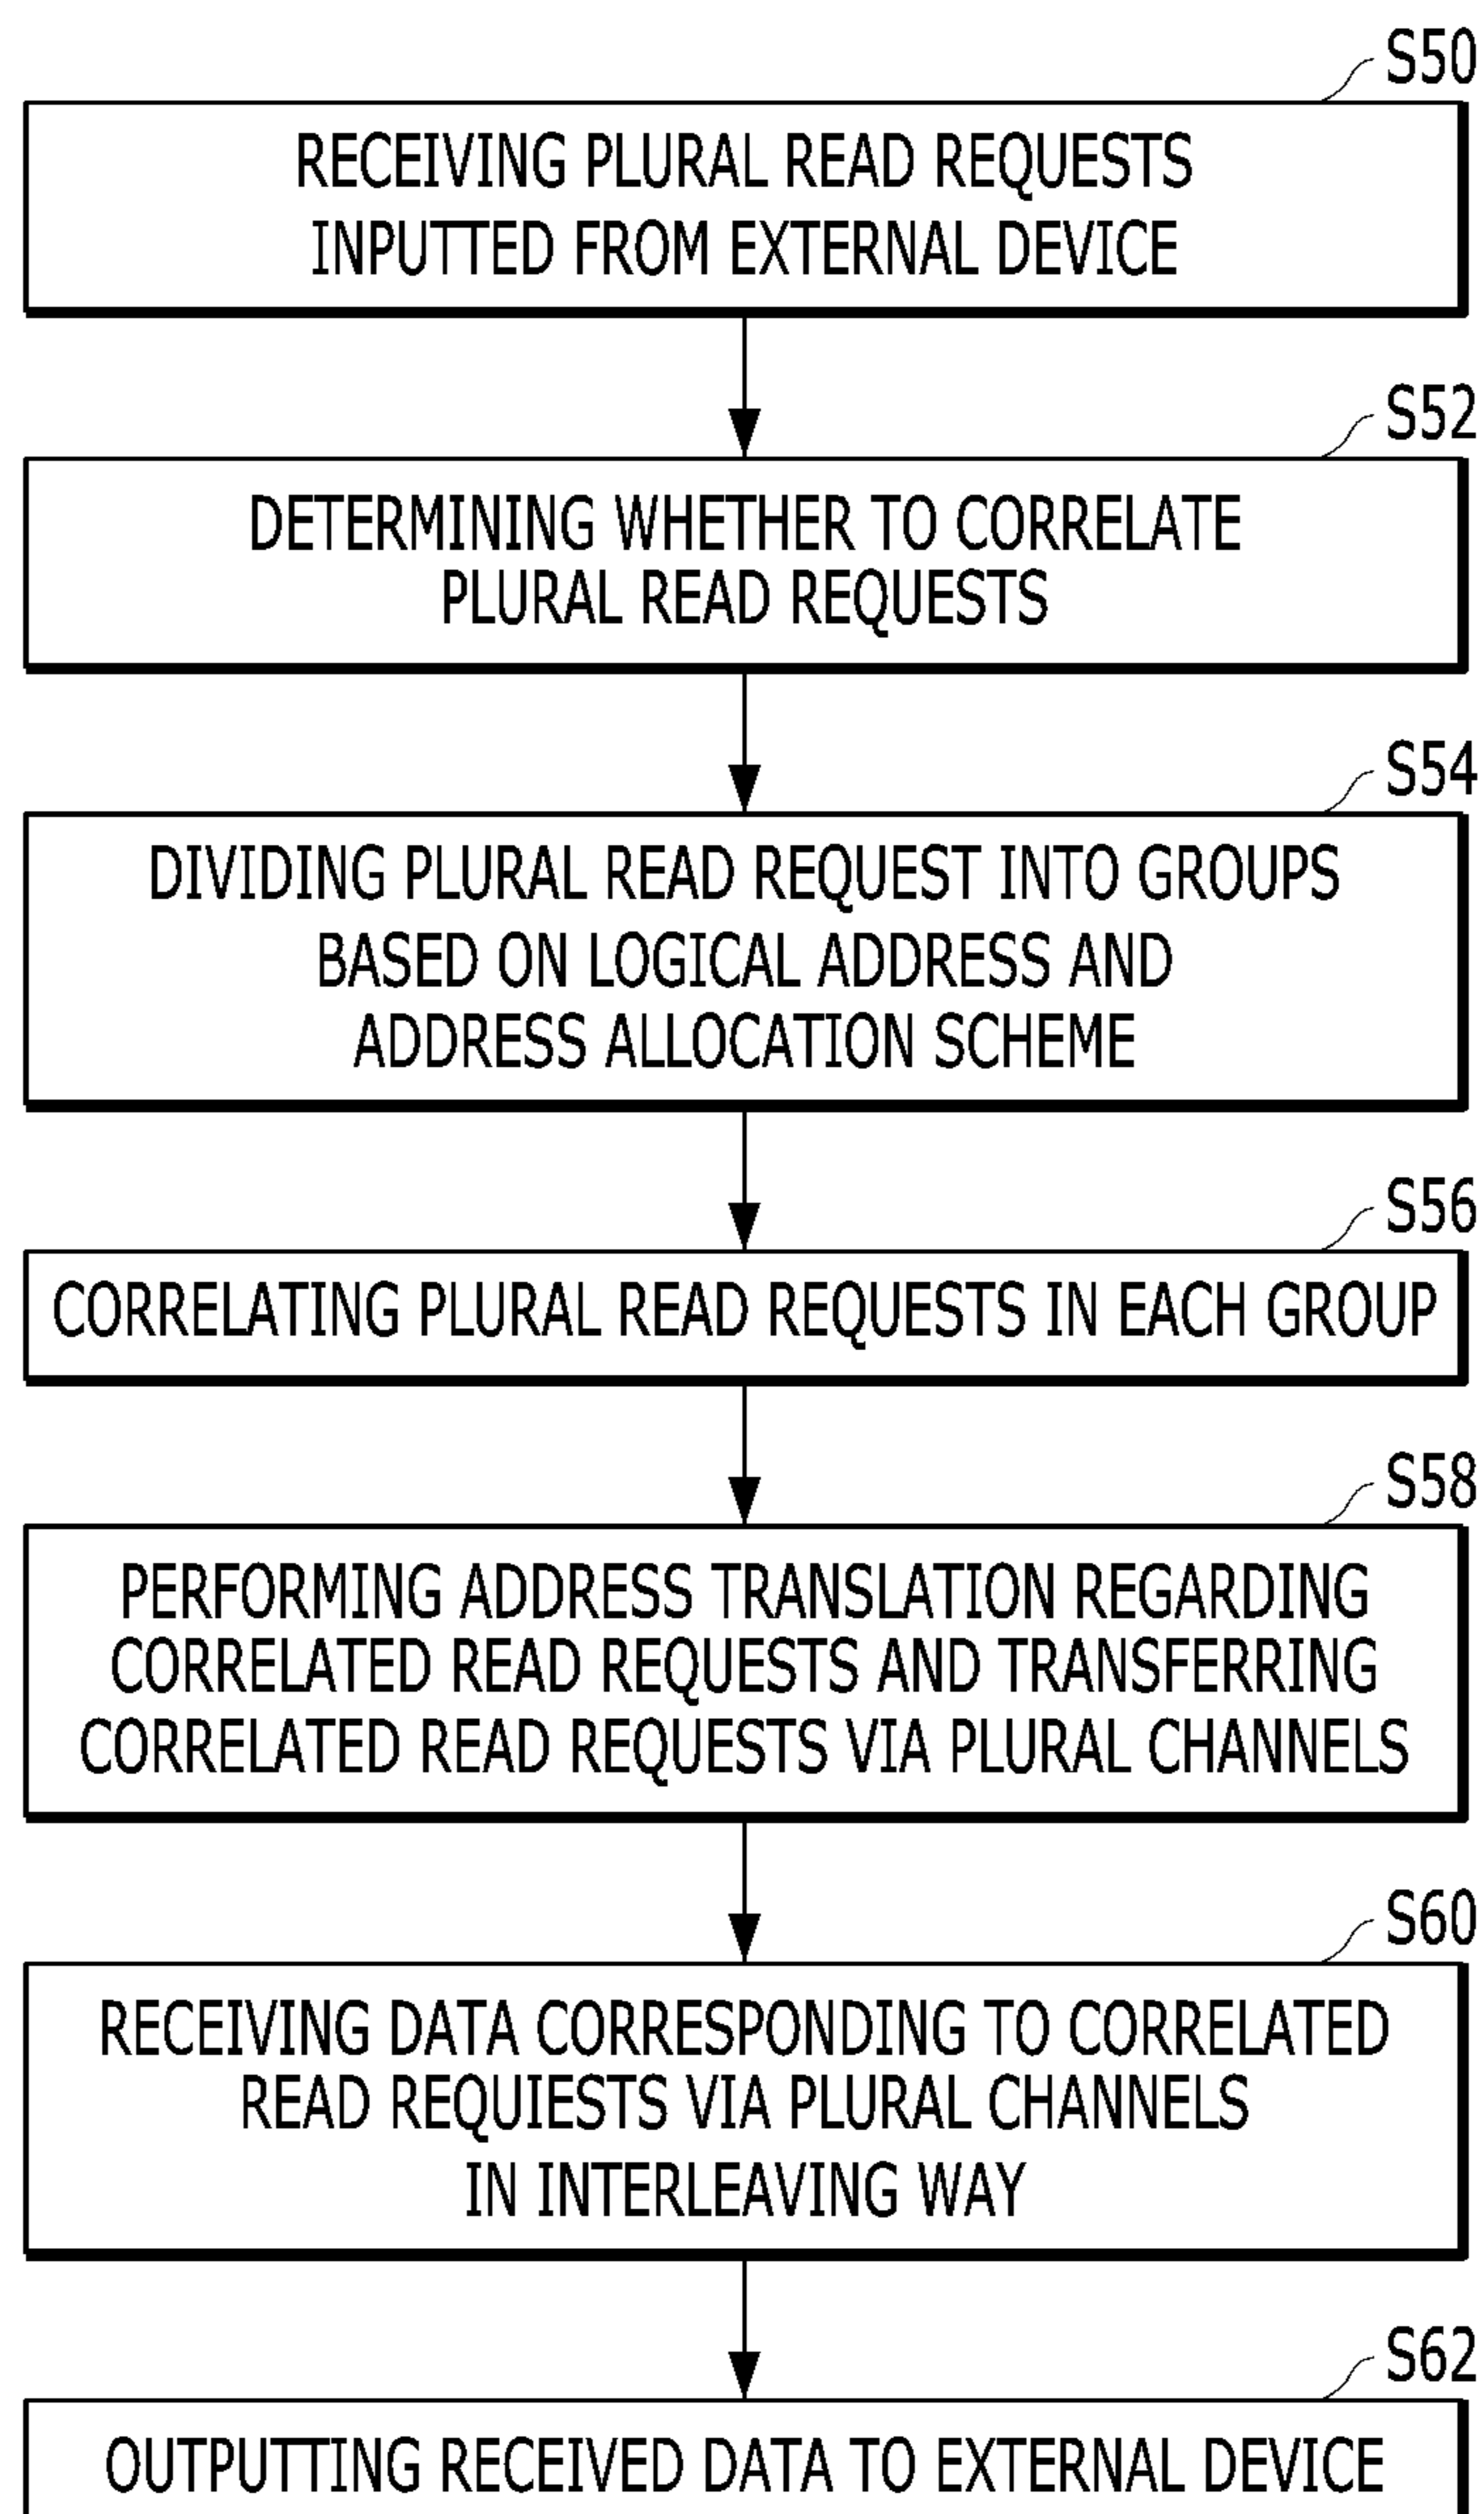 S50
RECEIVING PLURAL READ REQUESTS
INPUTTED FROM EXTERNAL DEVICE
S52
DETERMINING WHETHER TO CORRELATE
PLURAL READ REQUESTS
S54
DIVIDING PLURAL READ REQUEST INTO GROUPS
BASED ON LOGICAL ADDRESS AND
ADDRESS ALLOCATION SCHEME
S56
CORRELATING PLURAL READ REQUESTS IN EACH GROUP
S58
PERFORMING ADDRESS TRANSLATION REGARDING
CORRELATED READ REQUESTS AND TRANSFERRING
CORRELATED READ REQUESTS VIA PLURAL CHANNELS
S60
RECEIVING DATA CORRESPONDING TO CORRELATED
READ REQUIESTS VIA PLURAL CHANNELS
IN INTERLEAVING WAY
S62
OUTPUTTING RECEIVED DATA TO EXTERNAL DEVICE